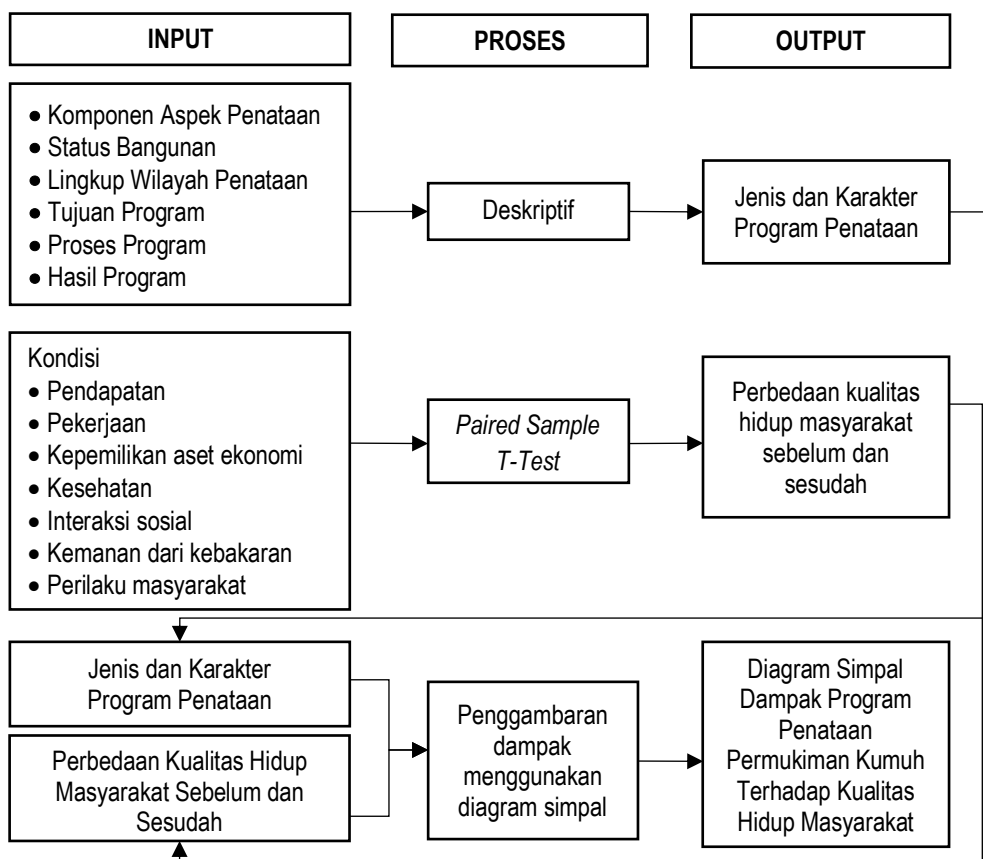 INPUT
PROSES
OUTPUT
● Komponen Aspek Penataan
● Status Bangunan
● Lingkup Wilayah Penataan
● Tujuan Program
● Proses Program
● Hasil Program
Deskriptif
Jenis dan Karakter
Program Penataan
Kondisi
● Pendapatan
● Pekerjaan
● Kepemilikan aset ekonomi
● Kesehatan
● Interaksi sosial
● Kemanan dari kebakaran
● Perilaku masyarakat
Paired Sample
T-Test
Perbedaan kualitas
hidup masyarakat
sebelum dan
sesudah
Jenis dan Karakter
Program Penataan
Perbedaan Kualitas Hidup
Masyarakat Sebelum dan
Sesudah
Penggambaran
dampak
menggunakan
diagram simpal
Diagram Simpal
Dampak Program
Penataan
Permukiman Kumuh
Terhadap Kualitas
Hidup Masyarakat